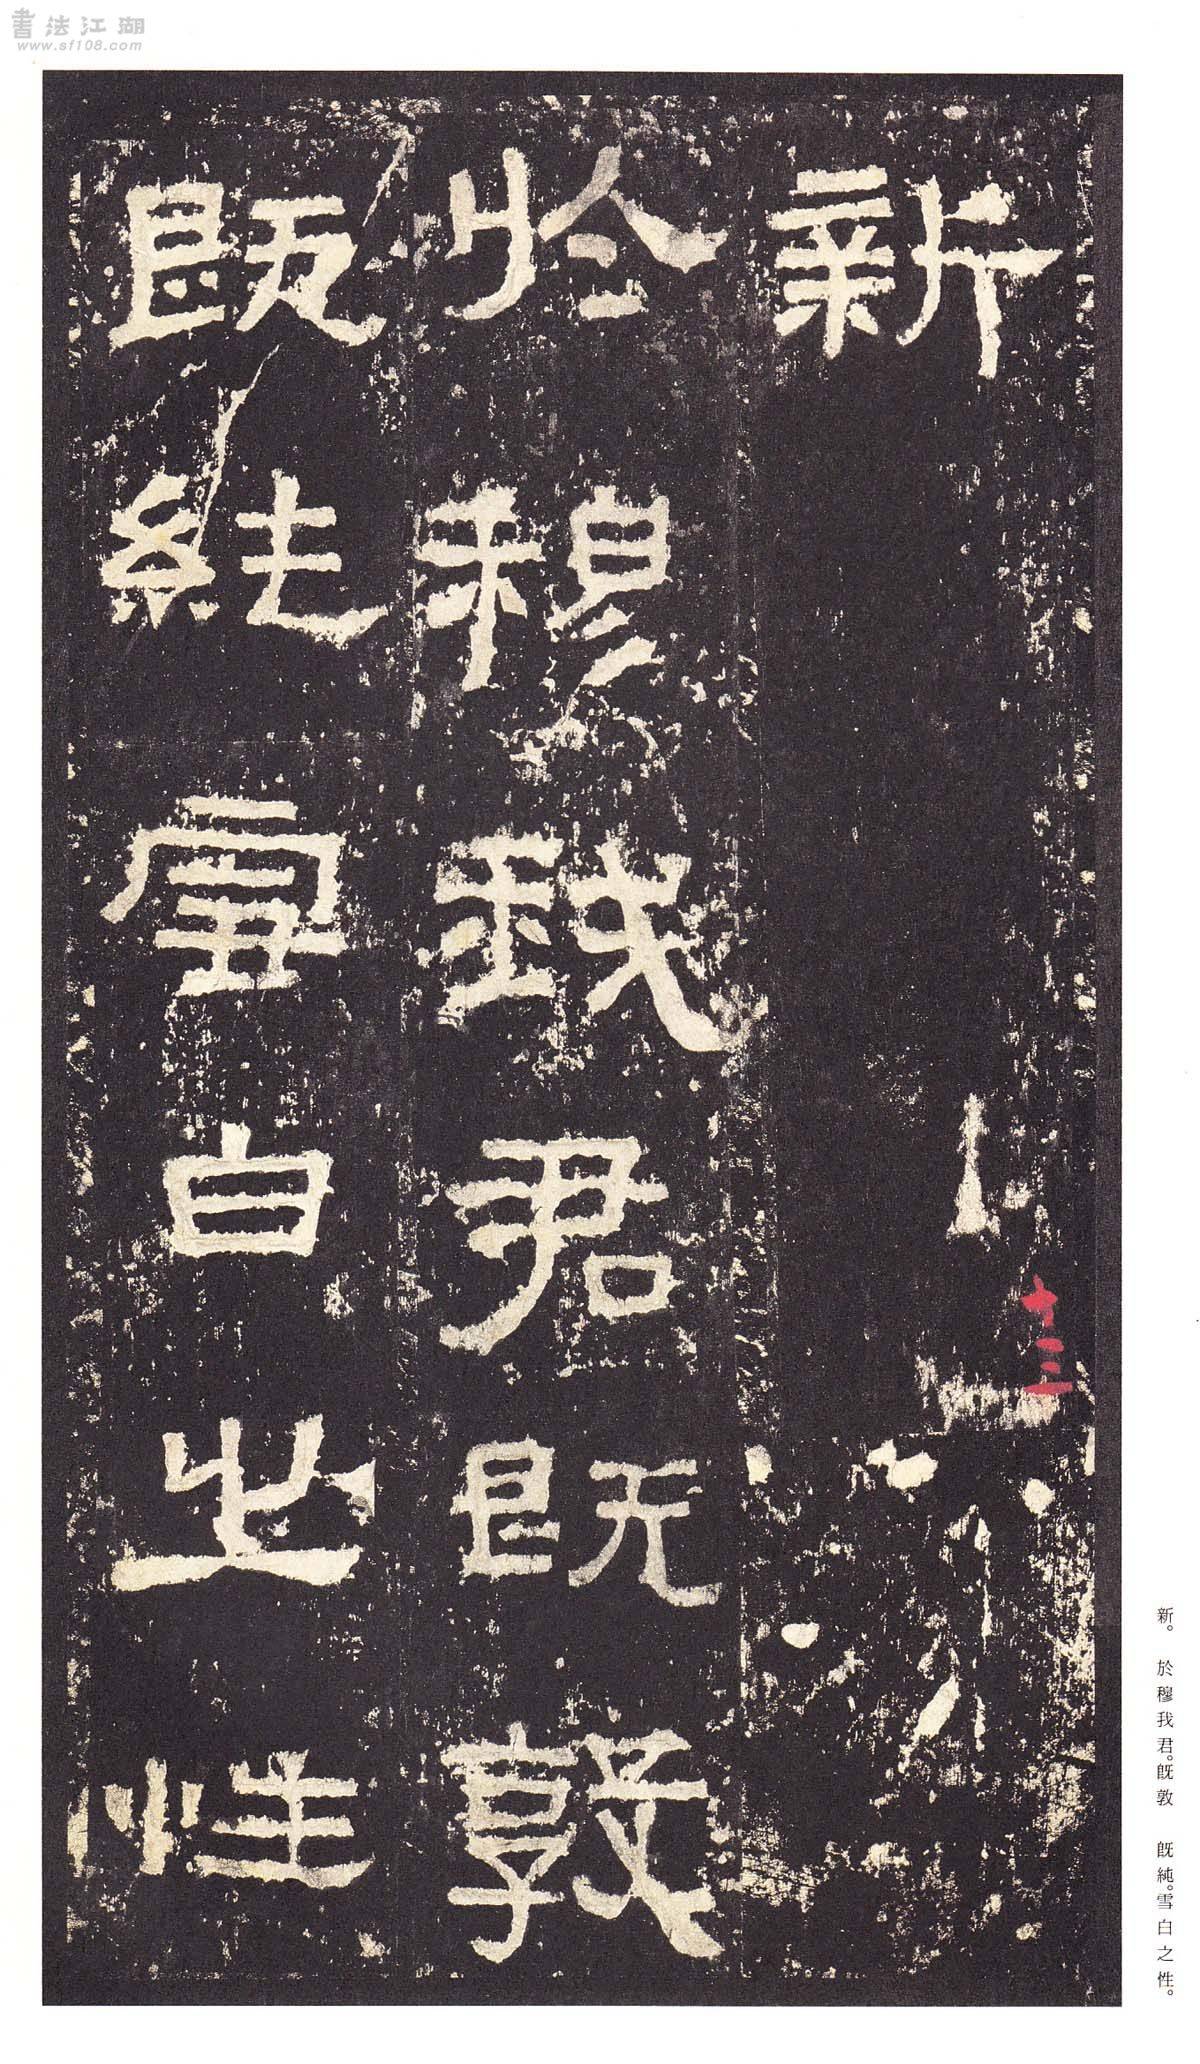 書法江湖
www.sf108.com
新
於穆我君既敦
既純雪白之性
十三
新。 於穆我君。既敦 既純。雪白之性。